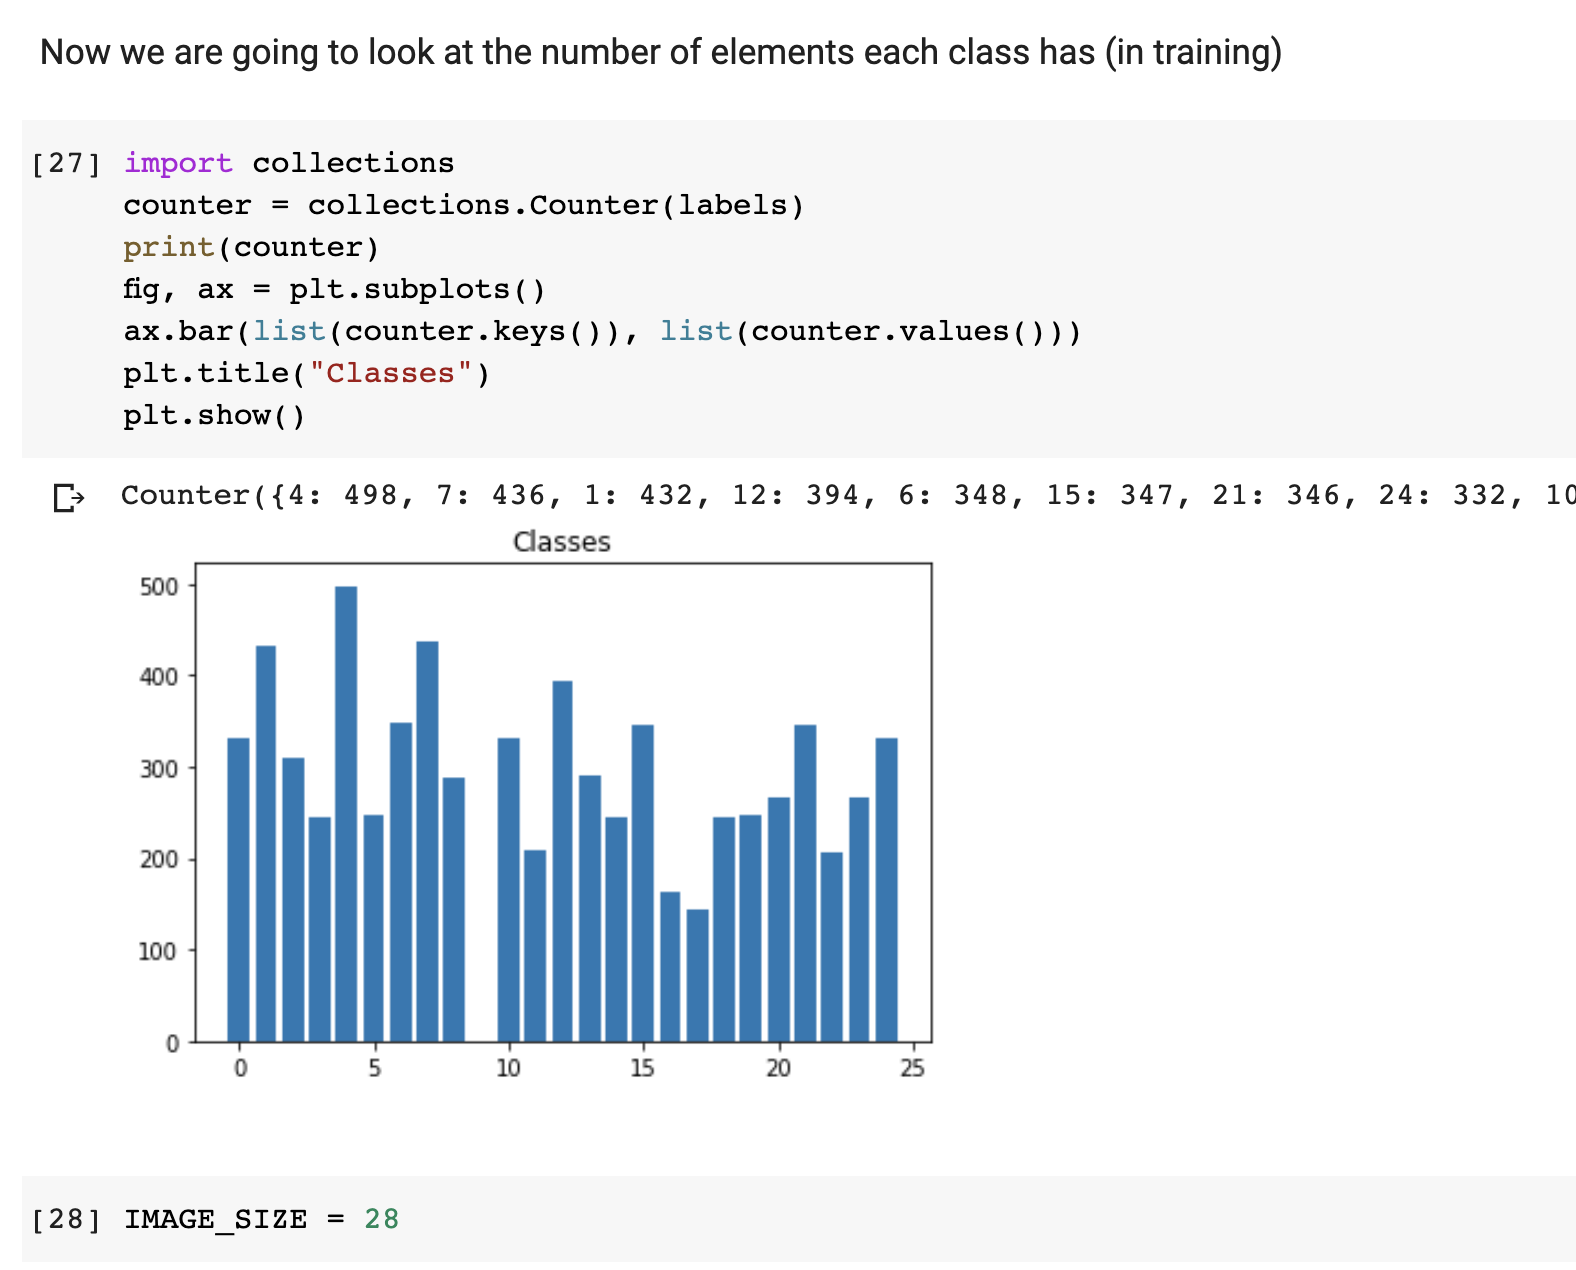 Now we are going to look at the number of elements each class has (in training)
[27] import collections
counter = collections.Counter(labels)
print(counter)
fig, ax = plt.subplots()
ax.bar(list(counter.keys()), list(counter.values()))
plt.title("Classes")
plt.show()
Counter({4: 498, 7: 436, 1: 432, 12: 394, 6: 348, 15: 347, 21: 346, 24: 332, 10
Classes
500
400
300
200
100
0
0 5 10 15 20 25
[28] IMAGE_SIZE = 28